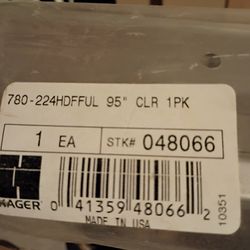 780-224HDFFUL 95" CLR 1PK
1 EA STK# 048066
HAGER
0 41359 48066 2
MADE IN USA
10351